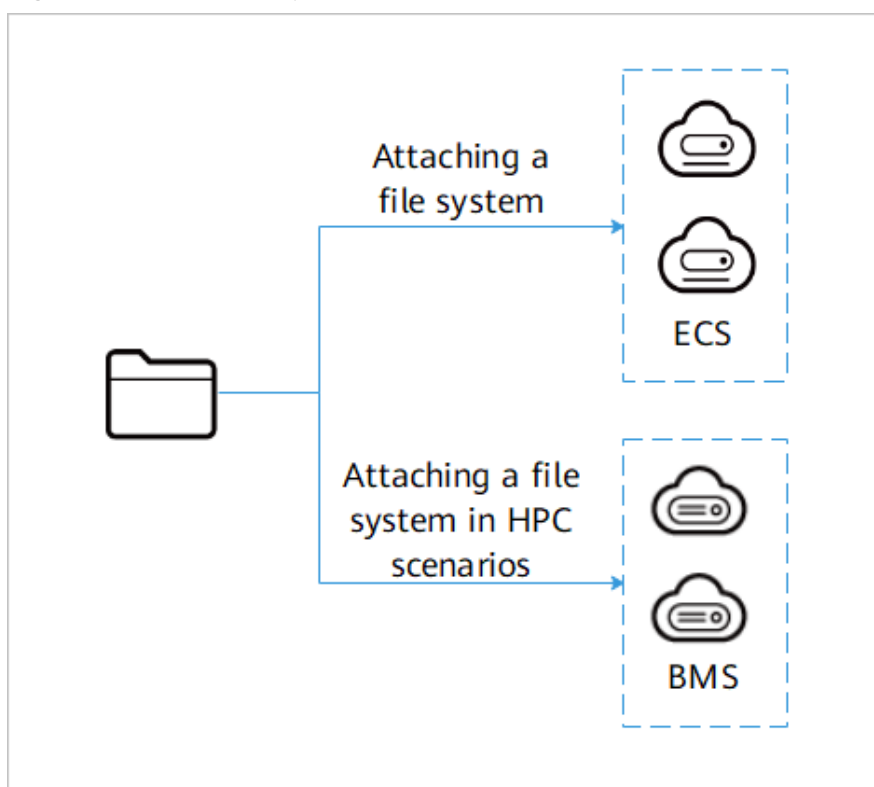 Attaching a
file system
ECS
Attaching a file
system in HPC
scenarios
BMS